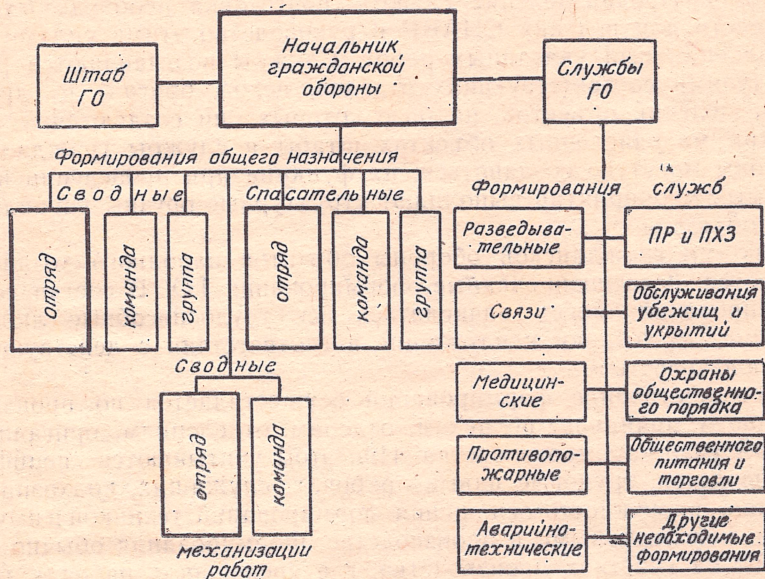 Штаб
ГО
Начальник
гражданской
обороны
Службы
ГО
Формирования общего назначения
Сводные
Спасательные
отряд
команда
группа
отряд
команда
группа
Сводные
отряд
команда
механизации
работ
Формирования служб
Разведыва-
тельные
ПР и ПХЗ
Связи
Обслуживания
убежищ и
укрытий
Медицин-
ские
Охраны
общественно-
го порядка
Противопо-
жарные
Общественного
питания и
торговли
Аварийно-
технические
Другие
необходимые
формирования